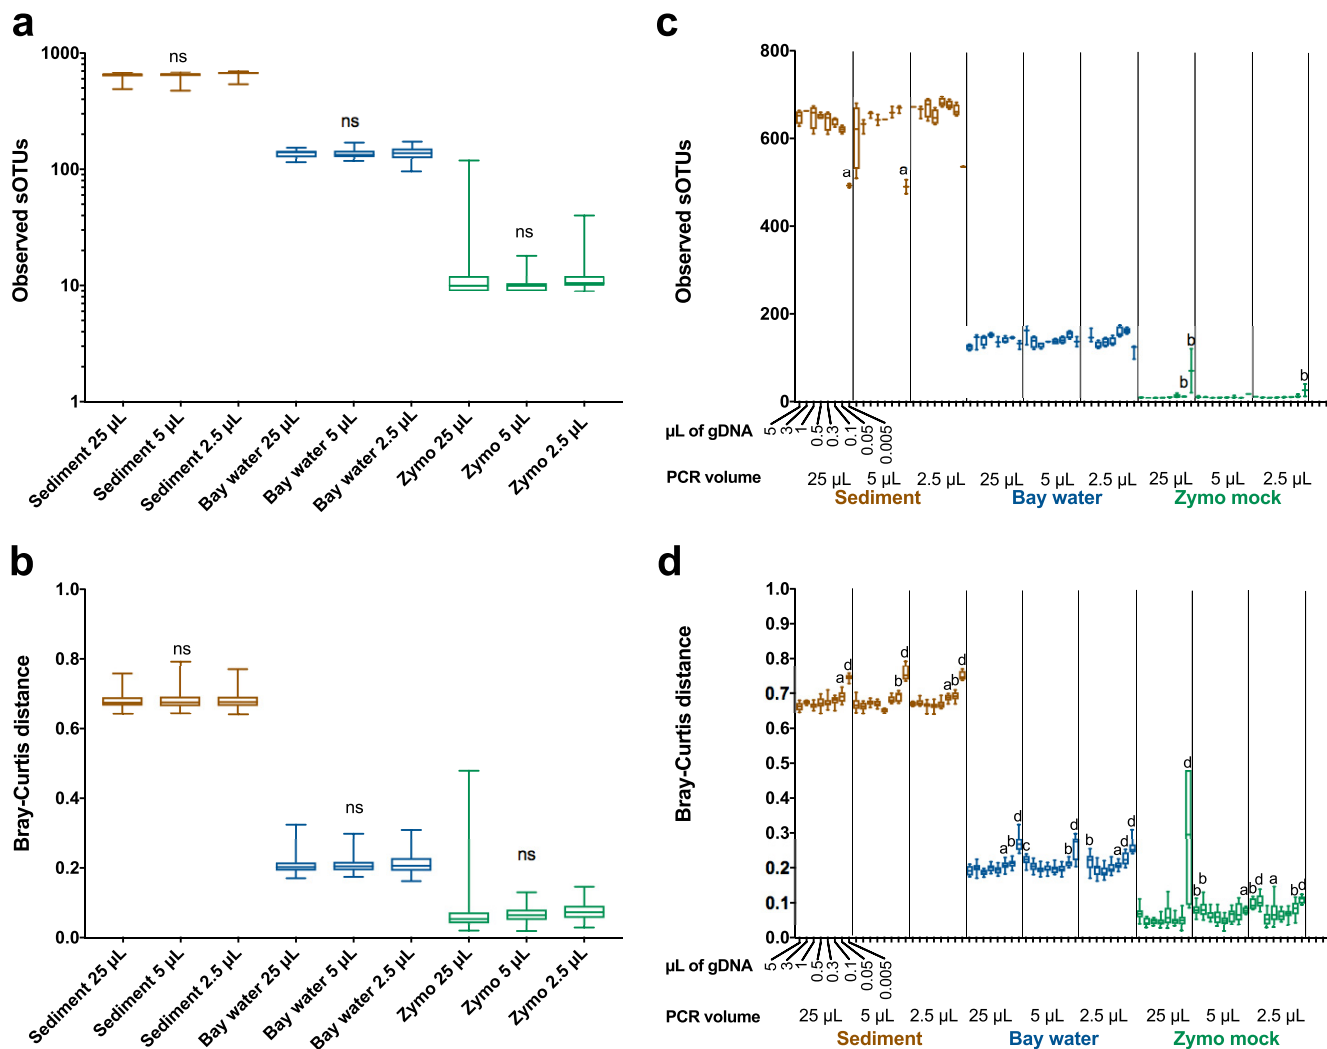 a
1000
100
10
1
Observed sOTUs
ns
ns
ns
Sediment 25 µL
Sediment 5 µL
Sediment 2.5 µL
Bay water 25 µL
Bay water 5 µL
Bay water 2.5 µL
Zymo 25 µL
Zymo 5 µL
Zymo 2.5 µL
c
800
600
400
200
0
Observed sOTUs
a
a
b
b
b
µL of gDNA
5
3
1
0.5
0.3
0.1
0.05
0.005
PCR volume
25 µL 5 µL 2.5 µL 25 µL 5 µL 2.5 µL 25 µL 5 µL 2.5 µL
Sediment Bay water Zymo mock
b
1.0
0.8
0.6
0.4
0.2
0.0
Bray-Curtis distance
ns
ns
ns
Sediment 25 µL
Sediment 5 µL
Sediment 2.5 µL
Bay water 25 µL
Bay water 5 µL
Bay water 2.5 µL
Zymo 25 µL
Zymo 5 µL
Zymo 2.5 µL
d
1.0
0.9
0.8
0.7
0.6
0.5
0.4
0.3
0.2
0.1
0.0
Bray-Curtis distance
a d
b d
a b d
a b d
c b d
b a d d
d
b b a
b d a b d
µL of gDNA
5
3
1
0.5
0.3
0.1
0.05
0.005
PCR volume
25 µL 5 µL 2.5 µL 25 µL 5 µL 2.5 µL 25 µL 5 µL 2.5 µL
Sediment Bay water Zymo mock